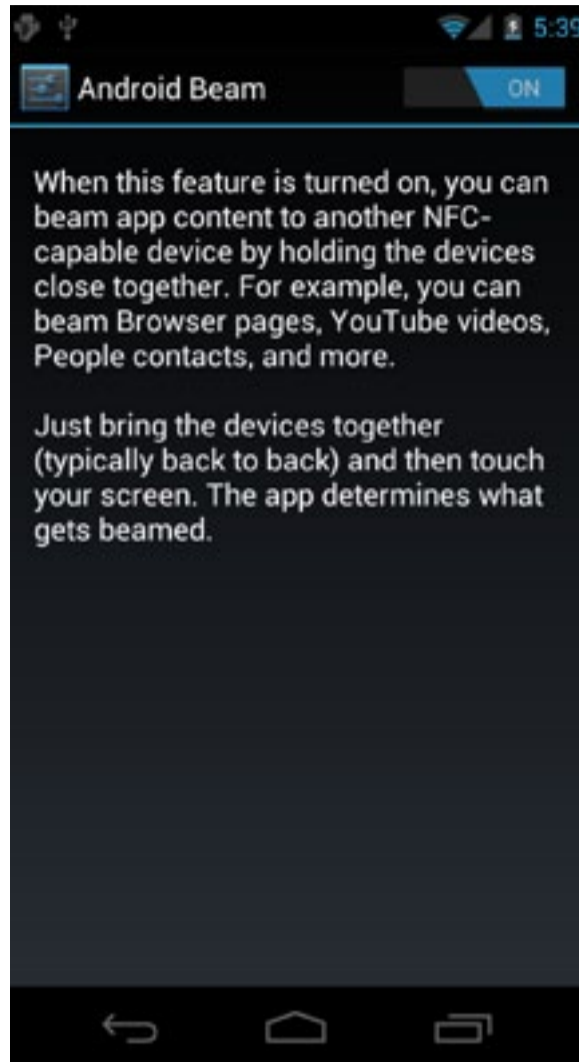 5:39
Android Beam
ON
When this feature is turned on, you can
beam app content to another NFC-
capable device by holding the devices
close together. For example, you can
beam Browser pages, YouTube videos,
People contacts, and more.
Just bring the devices together
(typically back to back) and then touch
your screen. The app determines what
gets beamed.